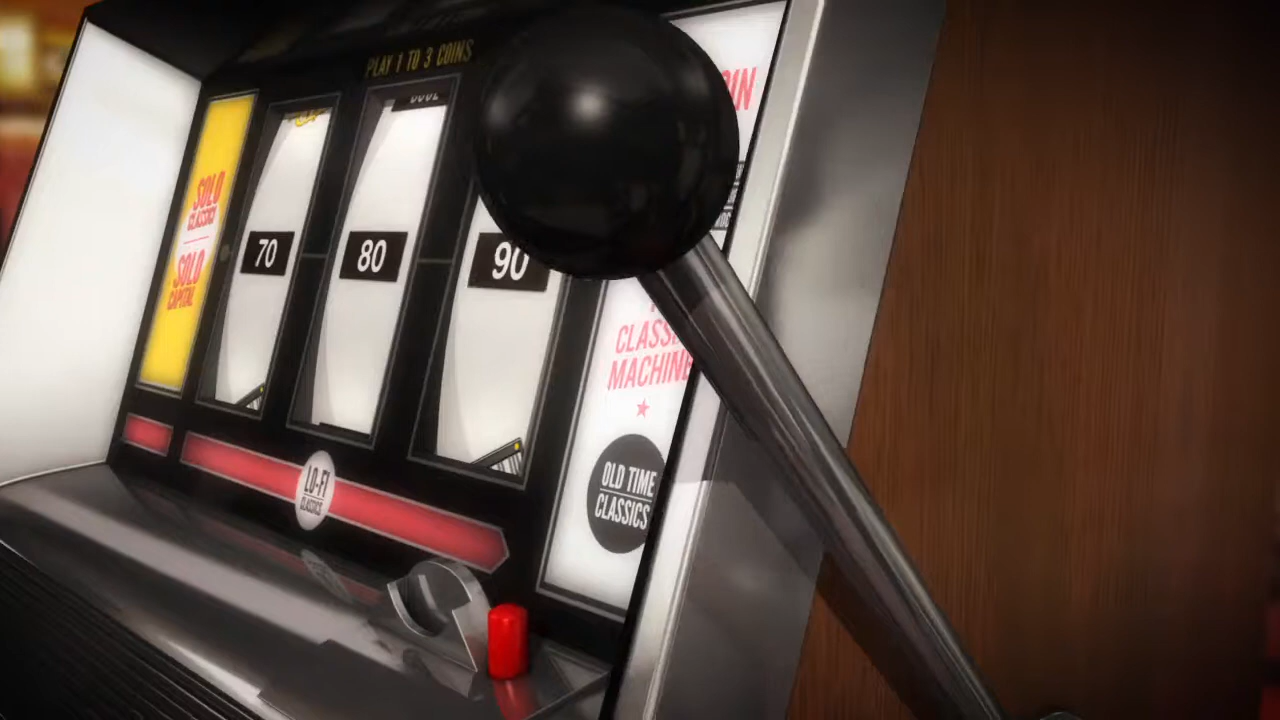 PLAY 1 TO 3 COINS
SOLO
CLASSICS
SOLO
CAPITAL
70
80
90
CLASSIC
MACHINE
OLD TIME
CLASSICS
LO-FI
CLASSICS